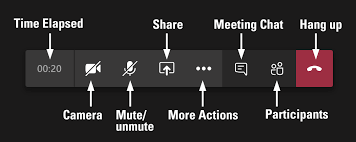 Time Elapsed
Share
Meeting Chat
Hang up
00:20
Camera
Mute/
unmute
More Actions
Participants